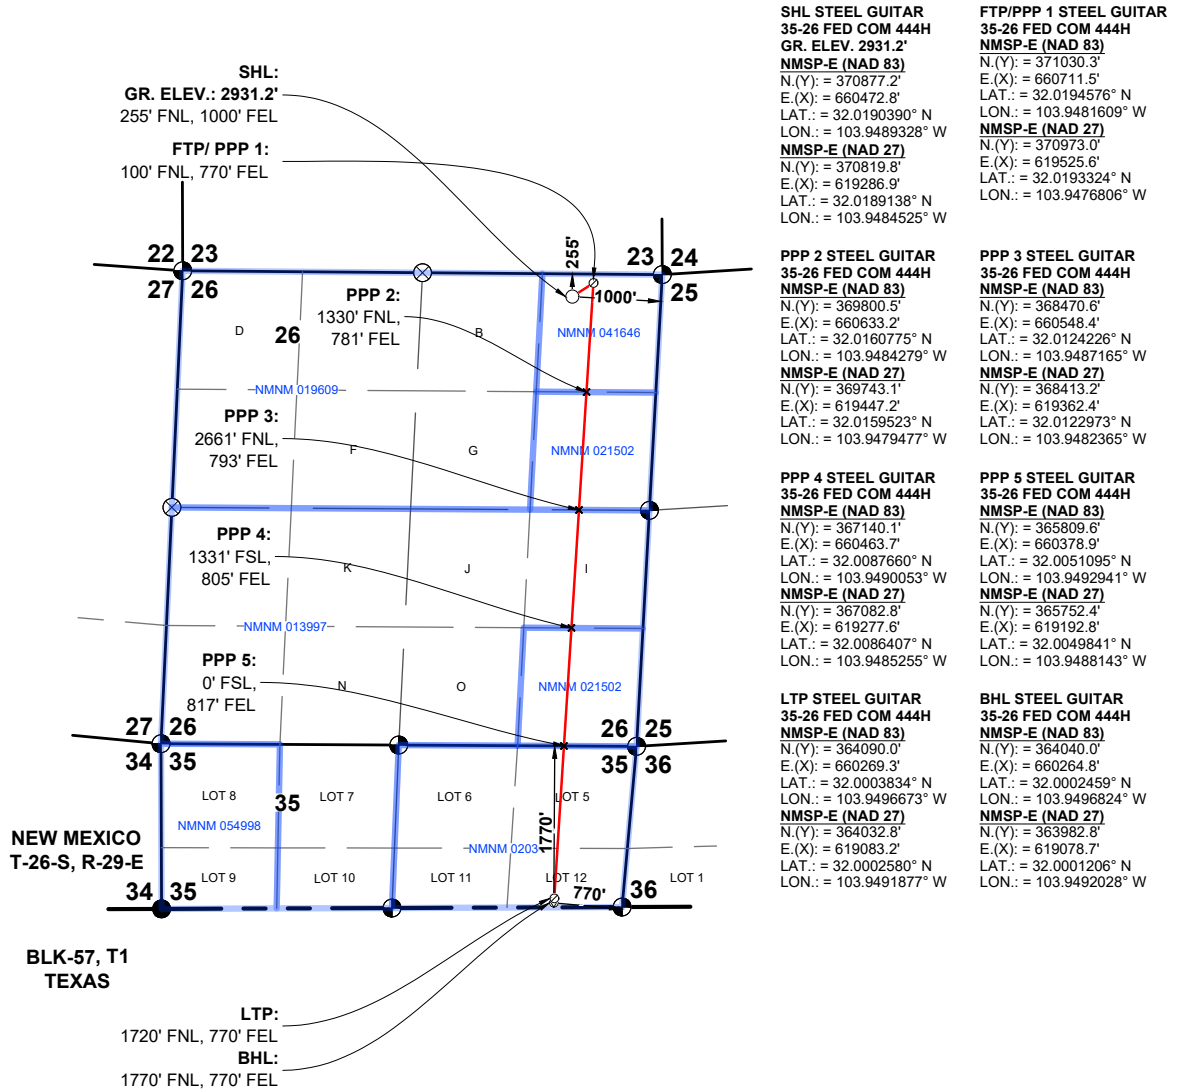 SHL:
GR. ELEV.: 2931.2'
255' FNL, 1000' FEL
FTP/ PPP 1:
100' FNL, 770' FEL
22 23
27 26
23 24
25
255'
1000'
PPP 2:
1330' FNL,
781' FEL
D
26
B
NMNM 041646
NMNM 019609
PPP 3:
2661' FNL,
793' FEL
F
G
NMNM 021502
PPP 4:
1331' FSL,
805' FEL
K
J
I
NMNM 013997
PPP 5:
0' FSL,
817' FEL
N
O
NMNM 021502
27 26
34 35
26 25
35 36
LOT 8
LOT 7
LOT 6
LOT 5
35
NMNM 054998
1770'
NMNM 0203
NEW MEXICO
T-26-S, R-29-E
LOT 9
LOT 10
LOT 11
LOT 12
LOT 1
34 35
770'
36
BLK-57, T1
TEXAS
LTP:
1720' FNL, 770' FEL
BHL:
1770' FNL, 770' FEL
SHL STEEL GUITAR
35-26 FED COM 444H
GR. ELEV. 2931.2'
NMSP-E (NAD 83)
N.(Y): = 370877.2'
E.(X): = 660472.8'
LAT.: = 32.0190390° N
LON.: = 103.9489328° W
NMSP-E (NAD 27)
N.(Y): = 370819.8'
E.(X): = 619286.9'
LAT.: = 32.0189138° N
LON.: = 103.9484525° W
FTP/PPP 1 STEEL GUITAR
35-26 FED COM 444H
NMSP-E (NAD 83)
N.(Y): = 371030.3'
E.(X): = 660711.5'
LAT.: = 32.0194576° N
LON.: = 103.9481609° W
NMSP-E (NAD 27)
N.(Y): = 370973.0'
E.(X): = 619525.6'
LAT.: = 32.0193324° N
LON.: = 103.9476806° W
PPP 2 STEEL GUITAR
35-26 FED COM 444H
NMSP-E (NAD 83)
N.(Y): = 369800.5'
E.(X): = 660633.2'
LAT.: = 32.0160775° N
LON.: = 103.9484279° W
NMSP-E (NAD 27)
N.(Y): = 369743.1'
E.(X): = 619447.2'
LAT.: = 32.0159523° N
LON.: = 103.9479477° W
PPP 3 STEEL GUITAR
35-26 FED COM 444H
NMSP-E (NAD 83)
N.(Y): = 368470.6'
E.(X): = 660548.4'
LAT.: = 32.0124226° N
LON.: = 103.9487165° W
NMSP-E (NAD 27)
N.(Y): = 368413.2'
E.(X): = 619362.4'
LAT.: = 32.0122973° N
LON.: = 103.9482365° W
PPP 4 STEEL GUITAR
35-26 FED COM 444H
NMSP-E (NAD 83)
N.(Y): = 367140.1'
E.(X): = 660463.7'
LAT.: = 32.0087660° N
LON.: = 103.9490053° W
NMSP-E (NAD 27)
N.(Y): = 367082.8'
E.(X): = 619277.6'
LAT.: = 32.0086407° N
LON.: = 103.9485255° W
PPP 5 STEEL GUITAR
35-26 FED COM 444H
NMSP-E (NAD 83)
N.(Y): = 365809.6'
E.(X): = 660378.9'
LAT.: = 32.0051095° N
LON.: = 103.9492941° W
NMSP-E (NAD 27)
N.(Y): = 365752.4'
E.(X): = 619192.8'
LAT.: = 32.0049841° N
LON.: = 103.9488143° W
LTP STEEL GUITAR
35-26 FED COM 444H
NMSP-E (NAD 83)
N.(Y): = 364090.0'
E.(X): = 660269.3'
LAT.: = 32.0003834° N
LON.: = 103.9496673° W
NMSP-E (NAD 27)
N.(Y): = 364032.8'
E.(X): = 619083.2'
LAT.: = 32.0002580° N
LON.: = 103.9491877° W
BHL STEEL GUITAR
35-26 FED COM 444H
NMSP-E (NAD 83)
N.(Y): = 364040.0'
E.(X): = 660264.8'
LAT.: = 32.0002459° N
LON.: = 103.9496824° W
NMSP-E (NAD 27)
N.(Y): = 363982.8'
E.(X): = 619078.7'
LAT.: = 32.0001206° N
LON.: = 103.9492028° W